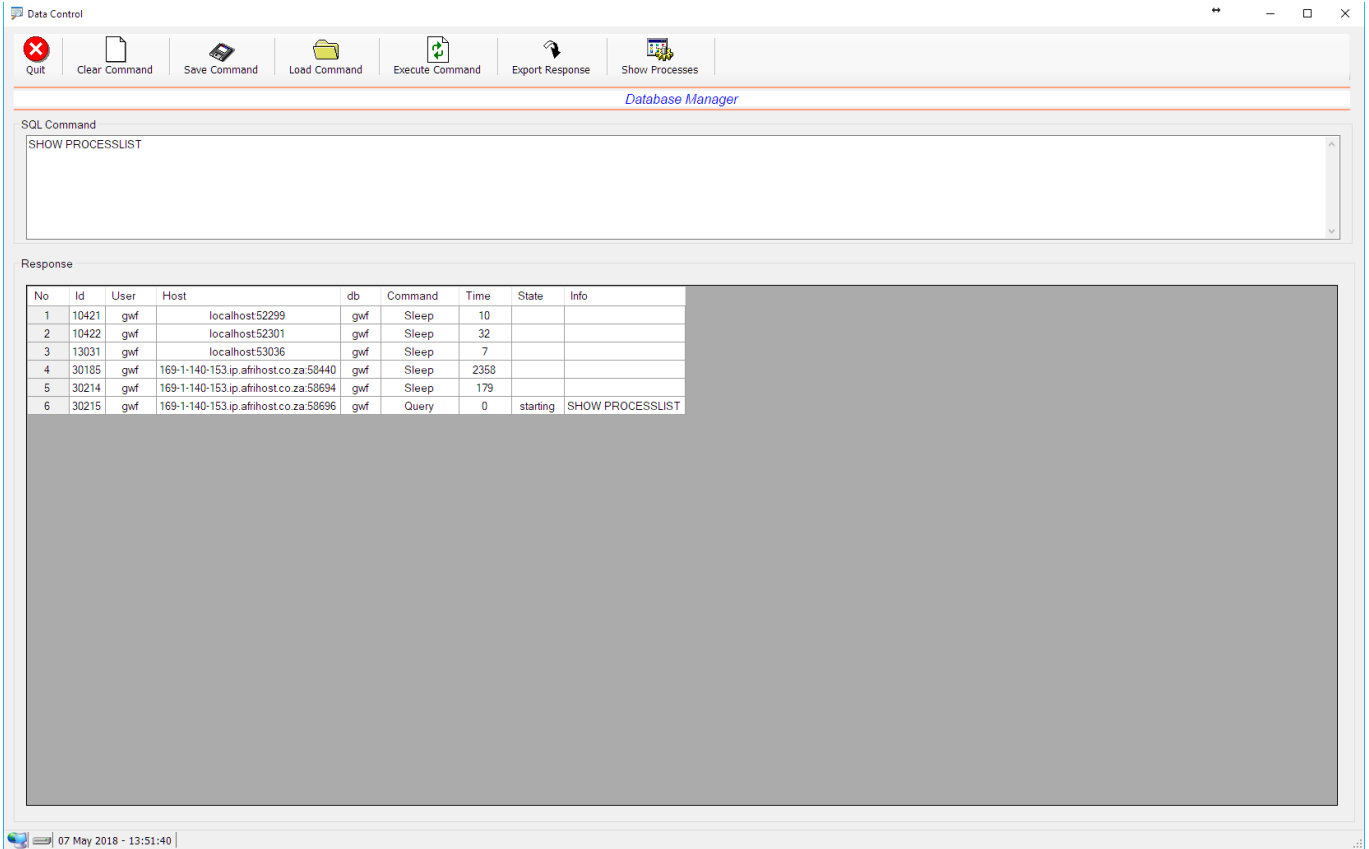 Data Control
Quit Clear Command Save Command Load Command Execute Command Export Response Show Processes
Database Manager
SQL Command
SHOW PROCESSLIST
Response
No Id User Host db Command Time State Info
1 10421 gwf localhost:52299 gwf Sleep 10
2 10422 gwf localhost:52301 gwf Sleep 32
3 13031 gwf localhost:53036 gwf Sleep 7
4 30185 gwf 169-1-140-153.ip.afrihost.co.za:58440 gwf Sleep 2358
5 30214 gwf 169-1-140-153.ip.afrihost.co.za:58694 gwf Sleep 179
6 30215 gwf 169-1-140-153.ip.afrihost.co.za:58696 gwf Query 0 starting SHOW PROCESSLIST
07 May 2018 - 13:51:40